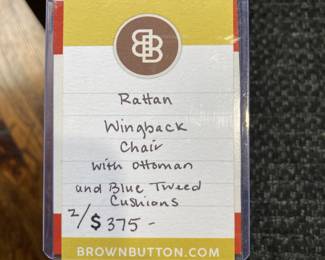 BB
Rattan
Wingback
Chair
with Ottoman
and Blue Tweed
Cushions
2/$375-
BROWNBUTTON.COM